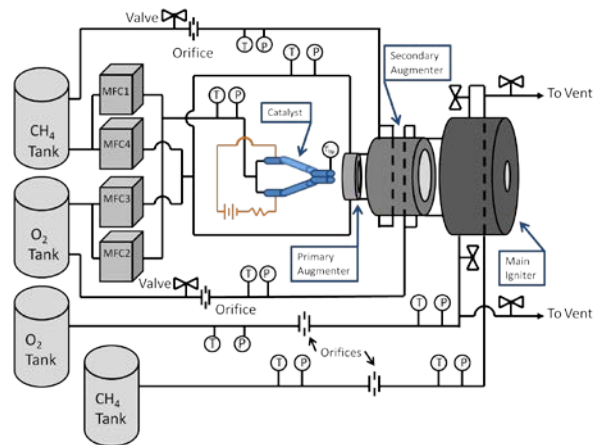 Valve
Orifice
T
P
Secondary
Augmenter
T
P
To Vent
MFC1
T
P
Catalyst
CH4
Tank
MFC4
MFC3
O2
Tank
MFC2
Primary
Augmenter
Main
Igniter
T
P
Valve
Orifice
T
P
To Vent
O2
Tank
T
P
Orifices
T
P
T
P
CH4
Tank